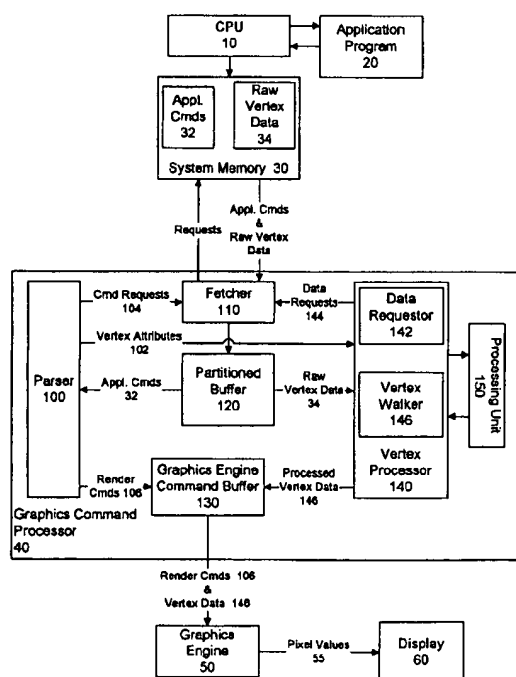 CPU
10
Application
Program
20
Appl.
Cmds
32
Raw
Vertex
Data
34
System Memory 30
Requests
Appl. Cmds
&
Raw Vertex
Data
Cmd Requests
104
Fetcher
110
Data
Requests
144
Data
Requestor
142
Vertex Attributes
102
Parser
100
Appl. Cmds
32
Partitioned
Buffer
120
Raw
Vertex Data
34
Vertex
Walker
146
Processing Unit
150
Vertex
Processor
140
Render
Cmds 106
Graphics Engine
Command Buffer
130
Processed
Vertex Data
146
Graphics Command
Processor
40
Render Cmds 106
&
Vertex Data 146
Graphics
Engine
50
Pixel Values
55
Display
60